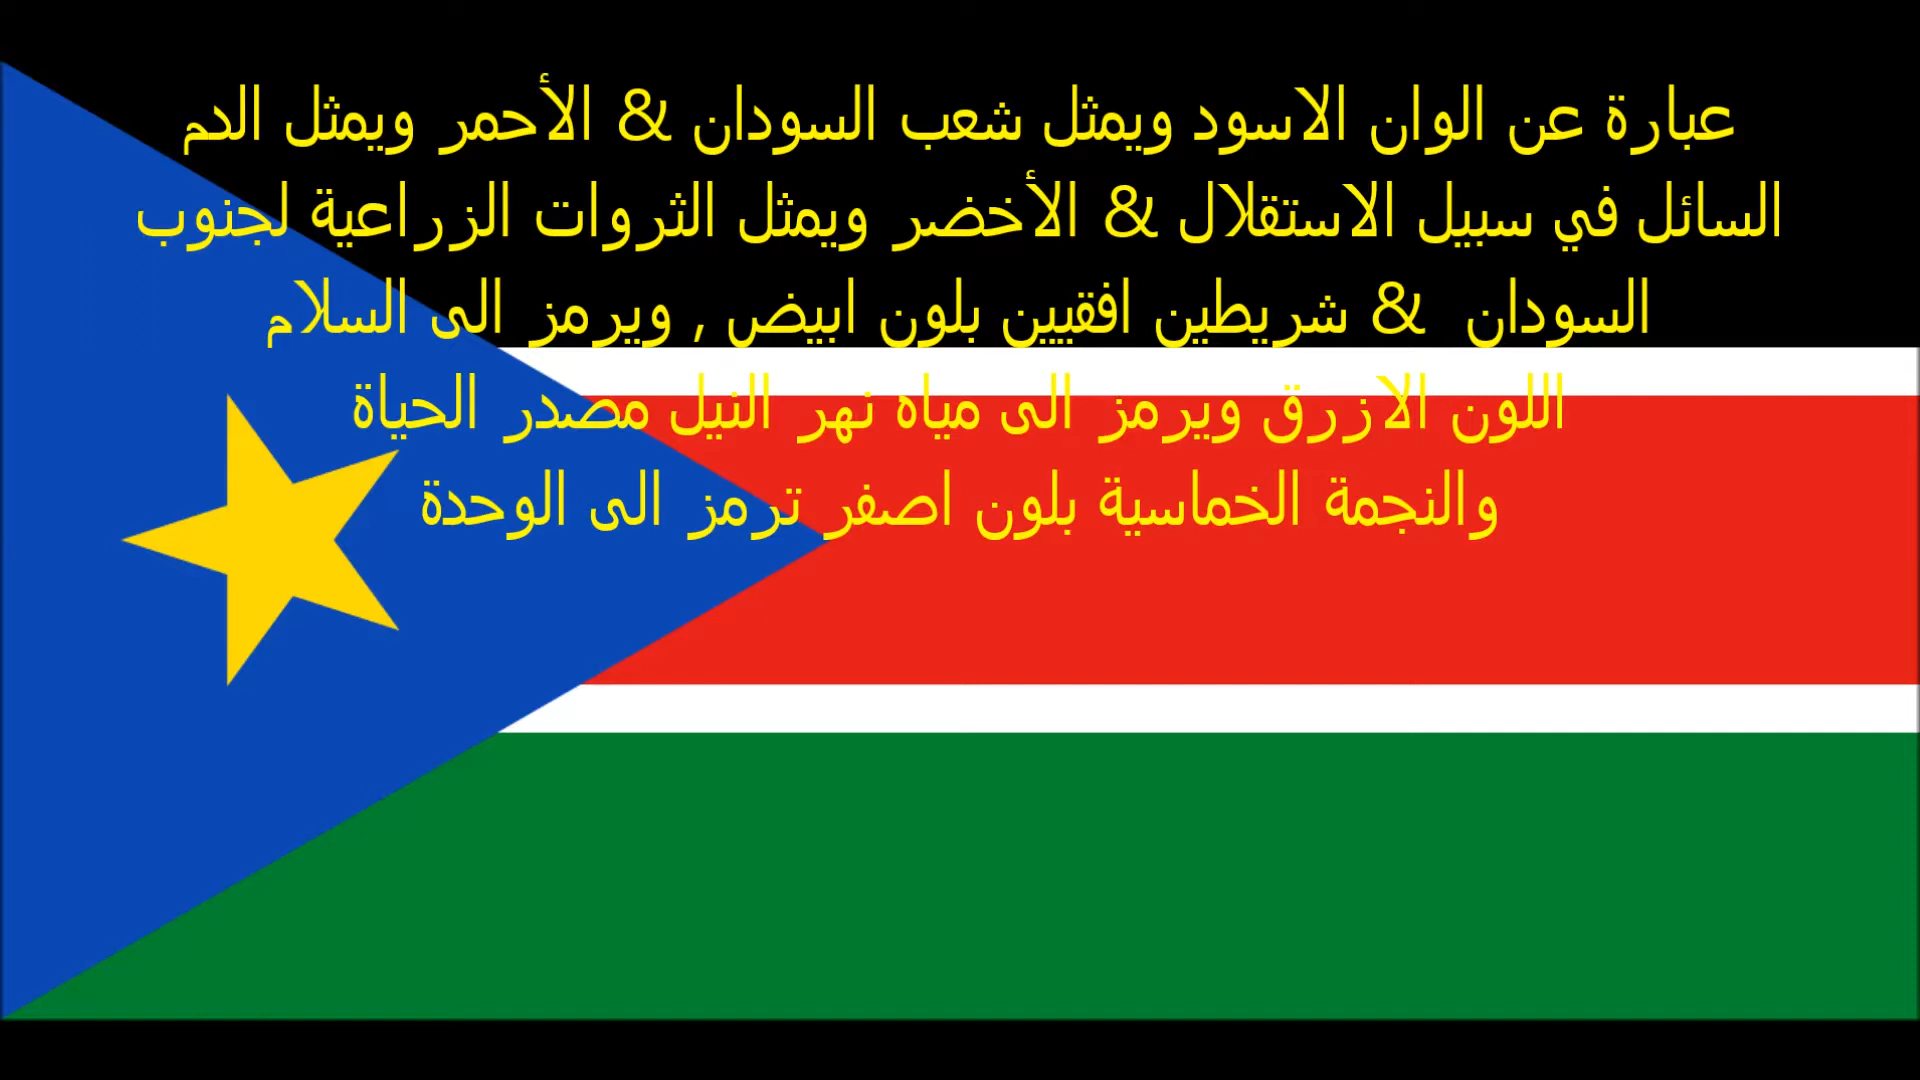 عبارة عن الوان الاسود ويمثل شعب السودان & الأحمر ويمثل الدم
السائل في سبيل الاستقلال & الأخضر ويمثل الثروات الزراعية لجنوب
السودان & شريطين افقيين بلون ابيض , ويرمز الى السلام
اللون الازرق ويرمز الى مياه نهر النيل مصدر الحياة
والنجمة الخماسية بلون اصفر ترمز الى الوحدة